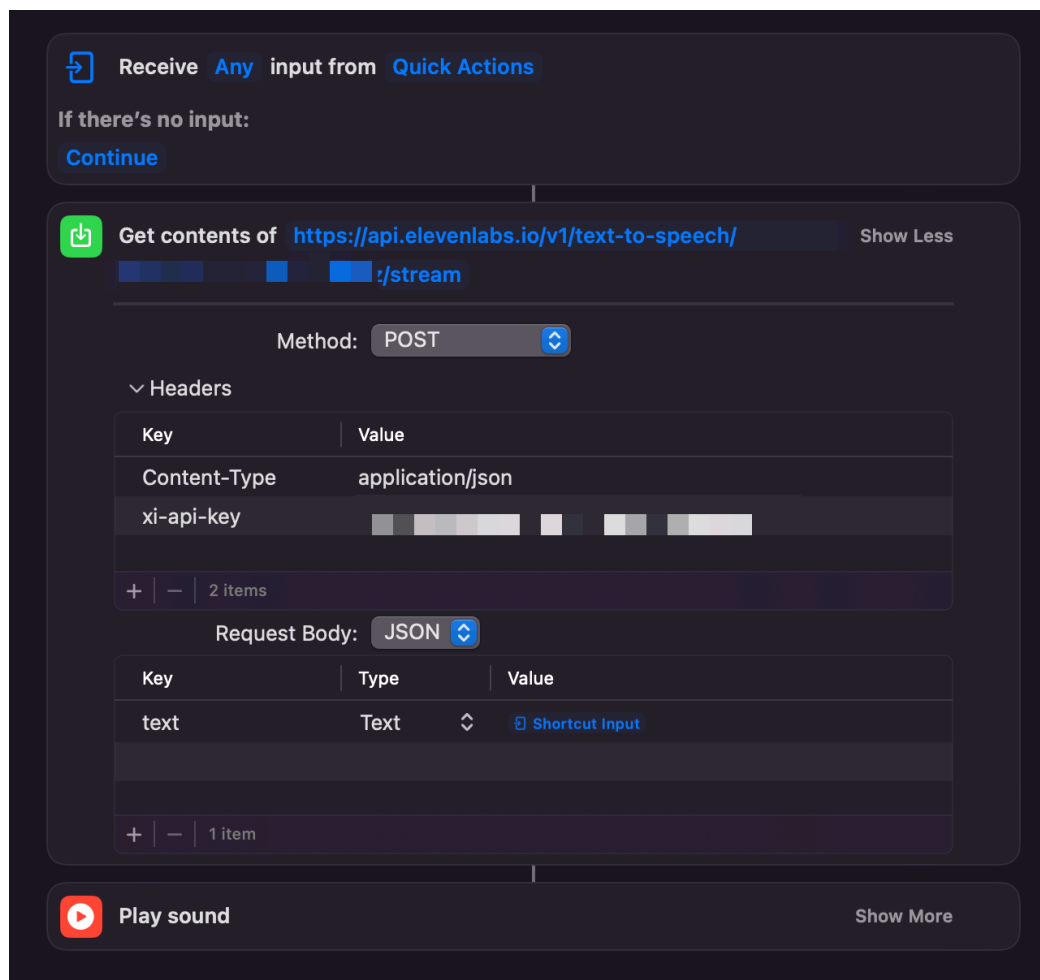 Receive Any input from Quick Actions
If there’s no input:
Continue
Get contents of https://api.elevenlabs.io/v1/text-to-speech/ Show Less
z/stream
Method: POST
Headers
Key Value
Content-Type application/json
xi-api-key
+ − 2 items
Request Body: JSON
Key Type Value
text Text Shortcut Input
+ − 1 item
Play sound Show More